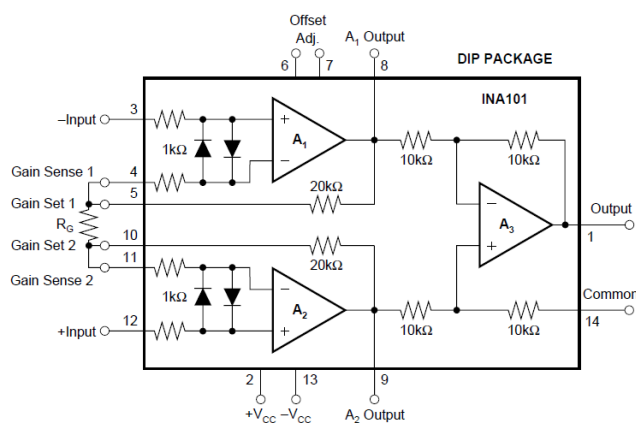 Offset
Adj.
A1 Output
6 7 8
DIP PACKAGE
INA101
–Input 3
1kΩ
+
A1
–
10kΩ
10kΩ
Gain Sense 1 4
Gain Set 1 5
20kΩ
RG
–
A3
+
Output
1
Gain Set 2 10
20kΩ
Gain Sense 2 11
1kΩ
–
A2
+
10kΩ
10kΩ
Common
14
+Input 12
2 13 9
+VCC –VCC A2 Output